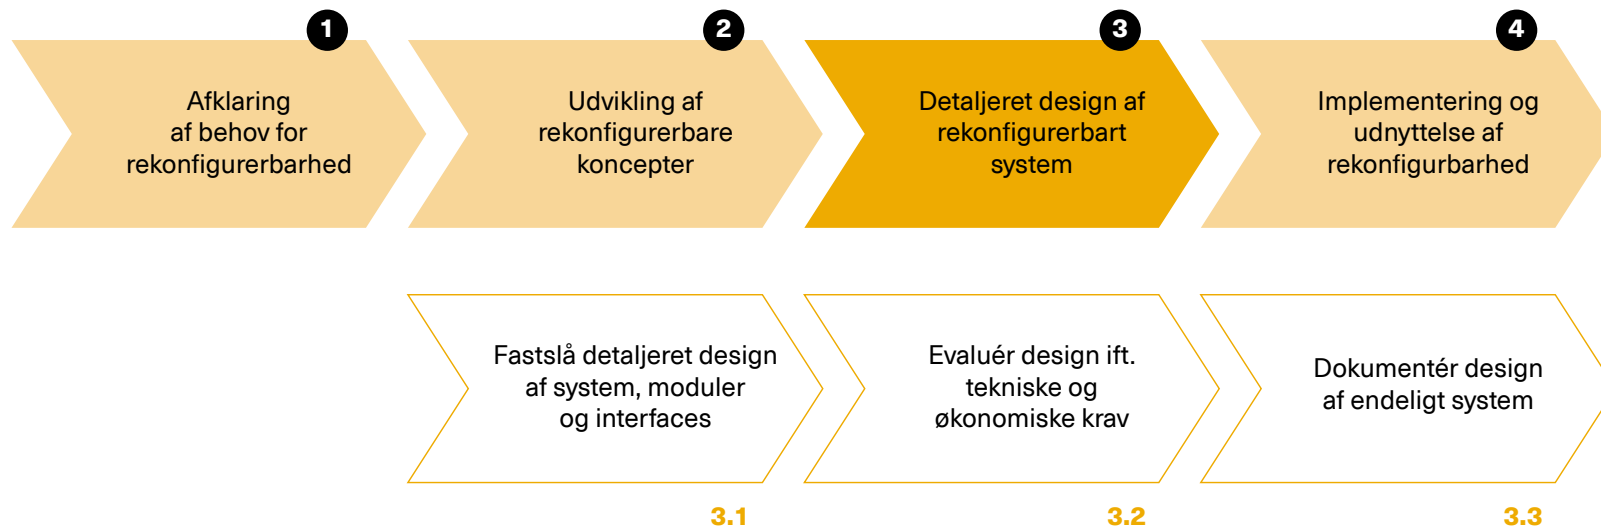 1
Afklaring
af behov for
rekonfigurerbarhed
2
Udvikling af
rekonfigurerbare
koncepter
3
Detaljeret design af
rekonfigurerbart
system
4
Implementering og
udnyttelse af
rekonfigurbarhed
Fastslå detaljeret design
af system, moduler
og interfaces
3.1
Evaluér design ift.
tekniske og
økonomiske krav
3.2
Dokumentér design
af endeligt system
3.3